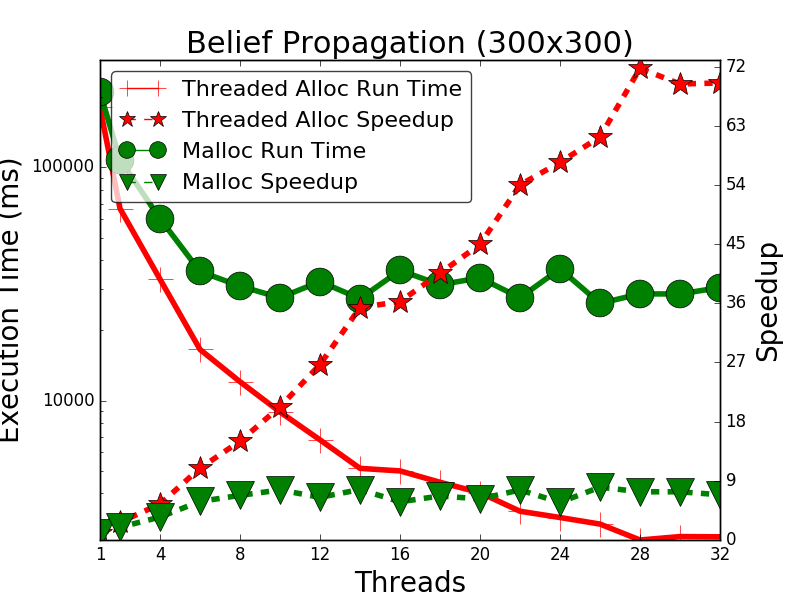 Belief Propagation (300x300)
Threaded Alloc Run Time
Threaded Alloc Speedup
Malloc Run Time
Malloc Speedup
Execution Time (ms)
100000
10000
Speedup
72
63
54
45
36
27
18
9
0
1 4 8 12 16 20 24 28 32
Threads